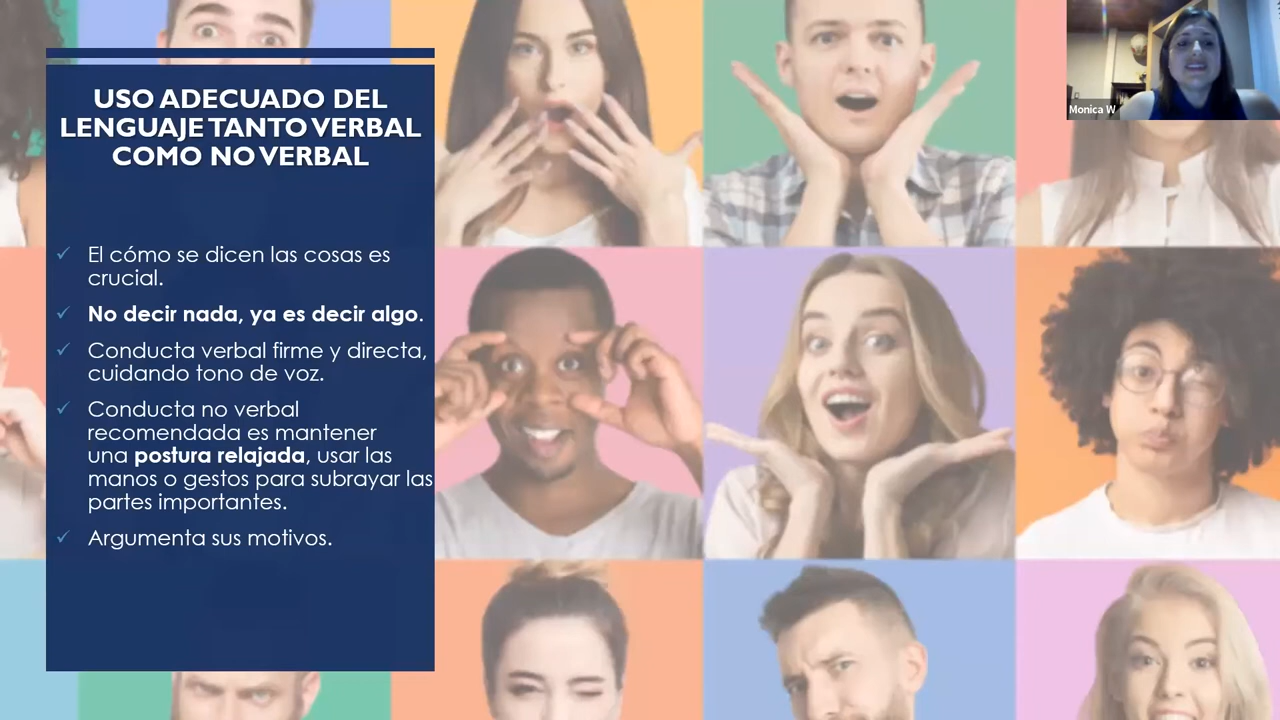 USO ADECUADO DEL
LENGUAJE TANTO VERBAL
COMO NO VERBAL
✓ El cómo se dicen las cosas es
crucial.
✓ No decir nada, ya es decir algo.
✓ Conducta verbal firme y directa,
cuidando tono de voz.
✓ Conducta no verbal
recomendada es mantener
una postura relajada, usar las
manos o gestos para subrayar las
partes importantes.
✓ Argumenta sus motivos.
Monica W